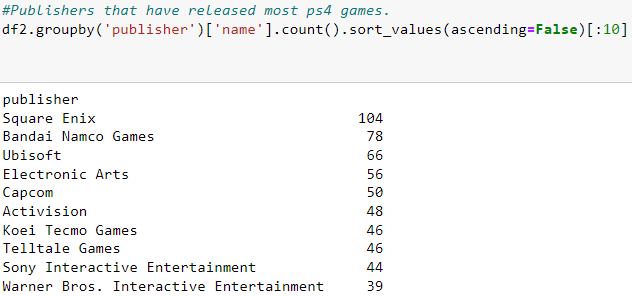 #Publishers that have released most ps4 games.
df2.groupby('publisher')['name'].count().sort_values(ascending=False)[:10]
publisher
Square Enix 104
Bandai Namco Games 78
Ubisoft 66
Electronic Arts 56
Capcom 50
Activision 48
Koei Tecmo Games 46
Telltale Games 46
Sony Interactive Entertainment 44
Warner Bros. Interactive Entertainment 39